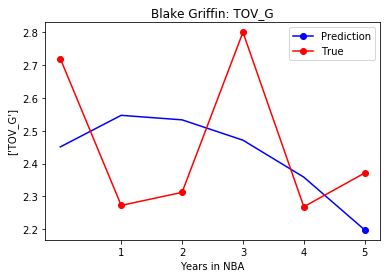 Blake Griffin: TOV_G
Prediction
True
2.8
2.7
2.6
2.5
2.4
2.3
2.2
['TOV_G']
1 2 3 4 5
Years in NBA